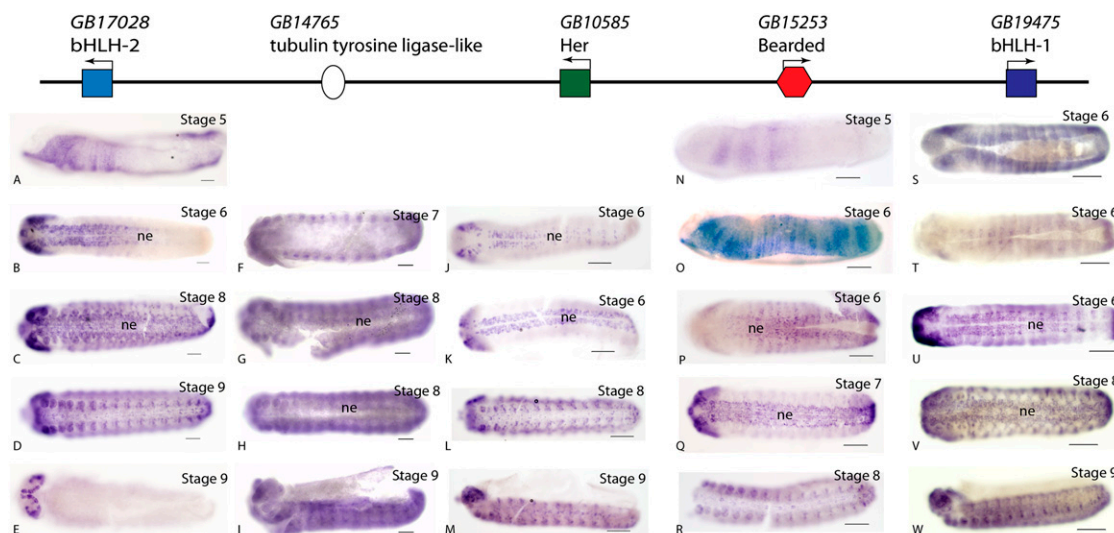 GB17028 GB14765 GB10585 GB15253 GB19475
bHLH-2 tubulin tyrosine ligase-like Her Bearded bHLH-1
Stage 5 Stage 5 Stage 6
A N S
Stage 6 Stage 7 Stage 6 Stage 6 Stage 6
ne ne
B F J O T
Stage 8 Stage 8 Stage 6 Stage 6 Stage 6
ne ne ne ne
C G K P U
Stage 9 Stage 8 Stage 8 Stage 7 Stage 8
ne ne ne
D H L Q V
Stage 9 Stage 9 Stage 9 Stage 8 Stage 9
E I M R W